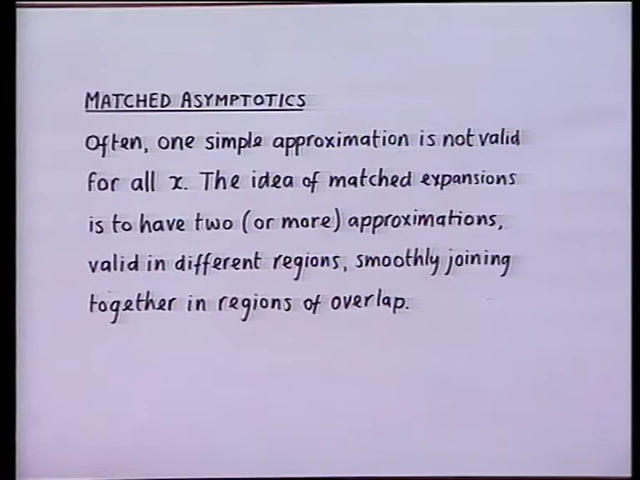 MATCHED ASYMPTOTICS
Often, one simple approximation is not valid
for all x. The idea of matched expansions
is to have two (or more) approximations,
valid in different regions, smoothly joining
together in regions of overlap.